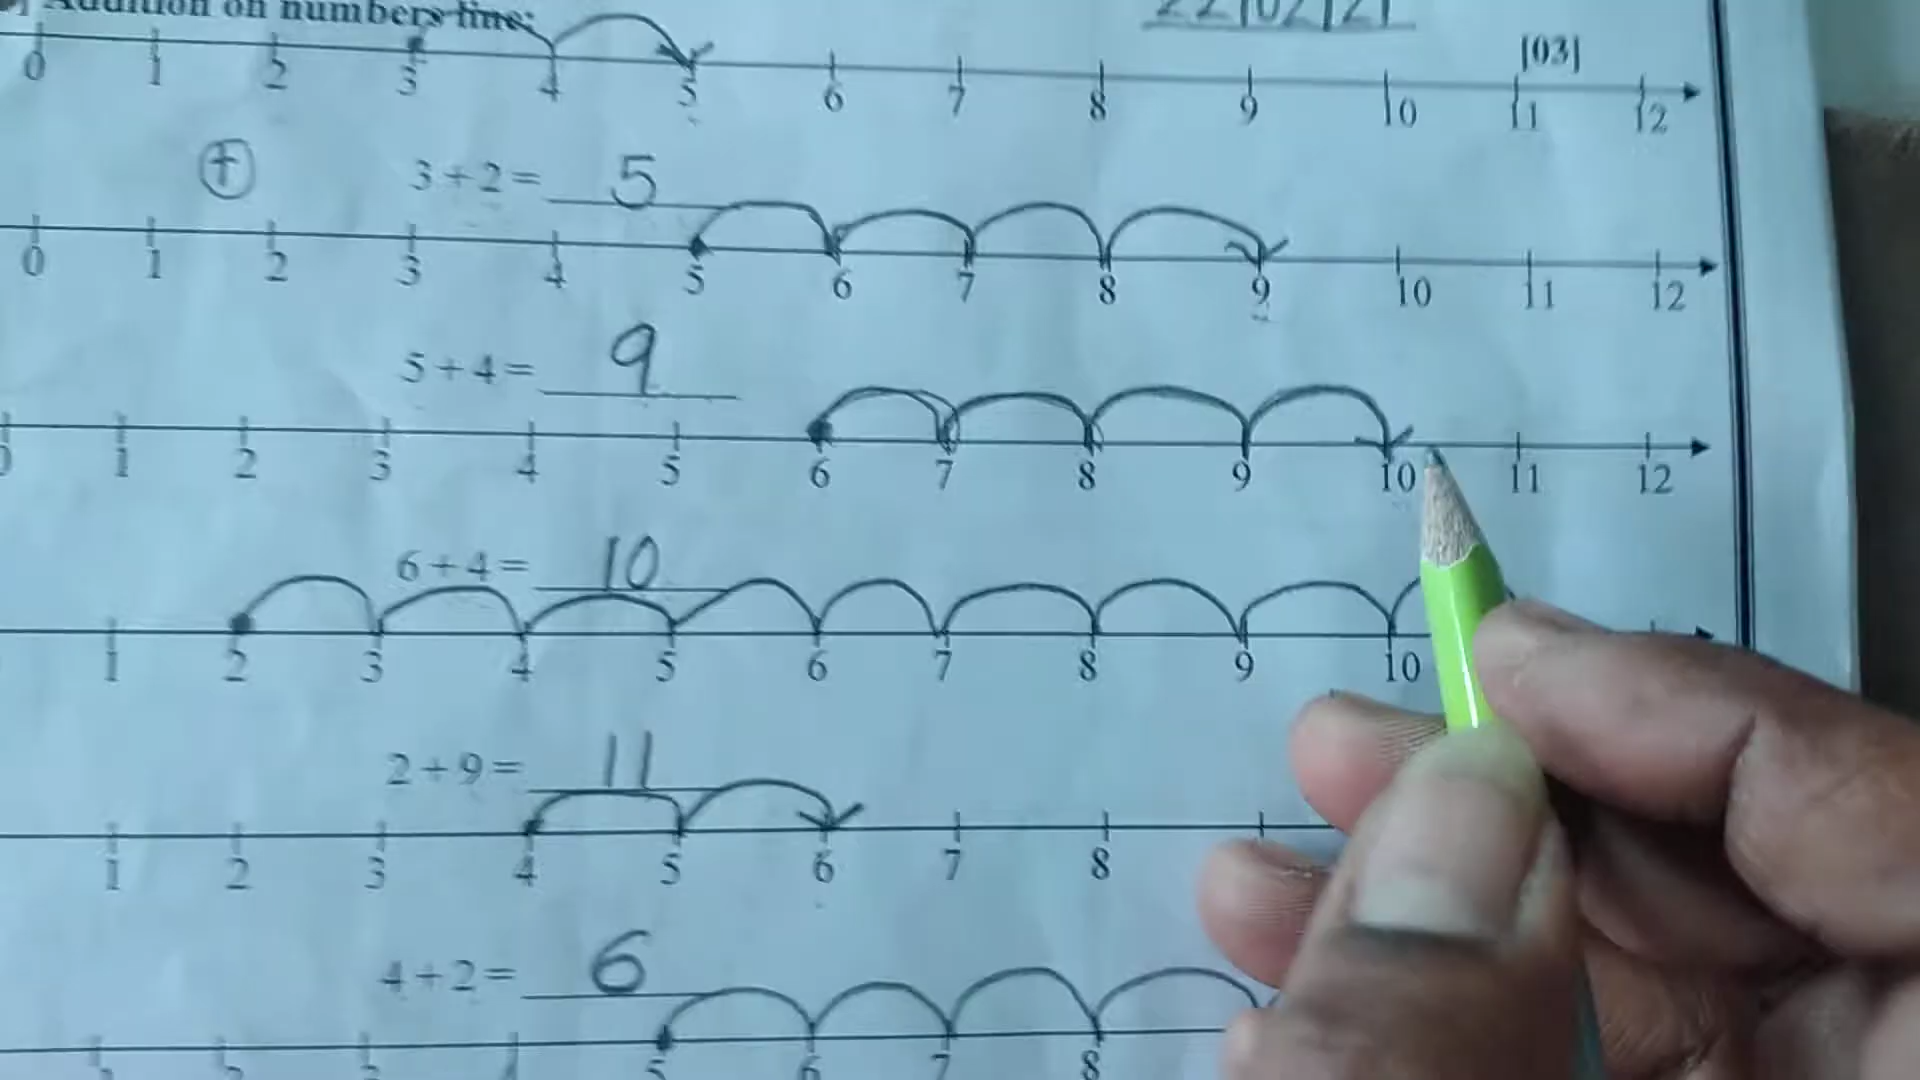 Addition on numbers line:
22/02/21
[03]
0 1 2 3 4 5 6 7 8 9 10 11 12
+ 3+2= 5
0 1 2 3 4 5 6 7 8 9 10 11 12
5+4= 9
1 2 3 4 5 6 7 8 9 10 11 12
6+4= 10
1 2 3 4 5 6 7 8 9 10
2+9= 11
1 2 3 4 5 6 7 8
4+2= 6
5 6 7 8